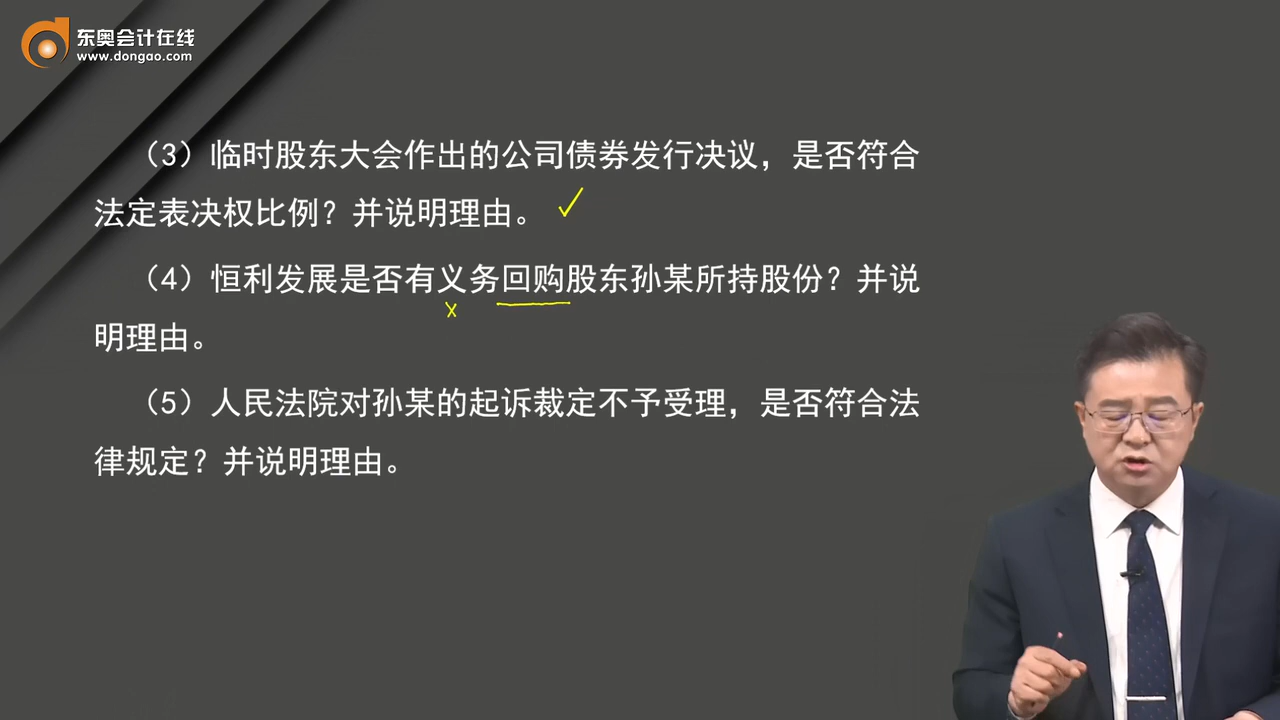 东奥会计在线
www.dongao.com
（3）临时股东大会作出的公司债券发行决议，是否符合
法定表决权比例？并说明理由。
（4）恒利发展是否有义务回购股东孙某所持股份？并说
明理由。
（5）人民法院对孙某的起诉裁定不予受理，是否符合法
律规定？并说明理由。